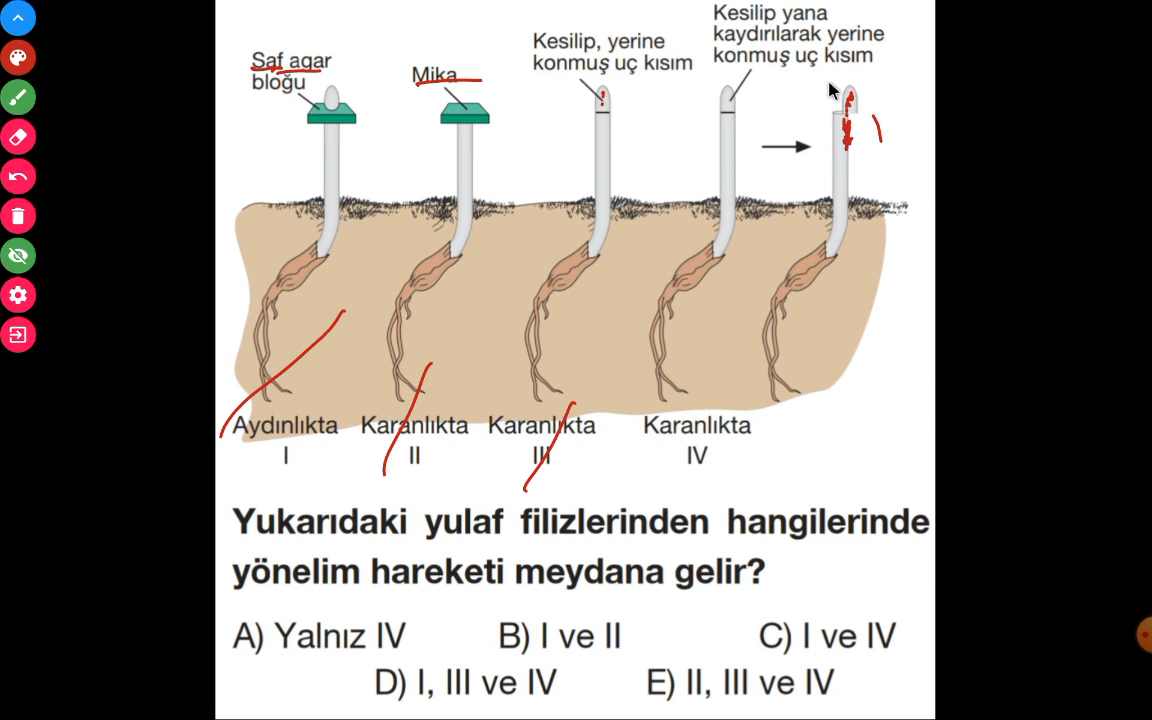 Saf agar
bloğu
Mika
Kesilip, yerine
konmuş uç kısım
Kesilip yana
kaydırılarak yerine
konmuş uç kısım
Aydınlıkta
I
Karanlıkta
II
Karanlıkta
III
Karanlıkta
IV
Yukarıdaki yulaf filizlerinden hangilerinde
yönelim hareketi meydana gelir?
A) Yalnız IV B) I ve II C) I ve IV
D) I, III ve IV E) II, III ve IV